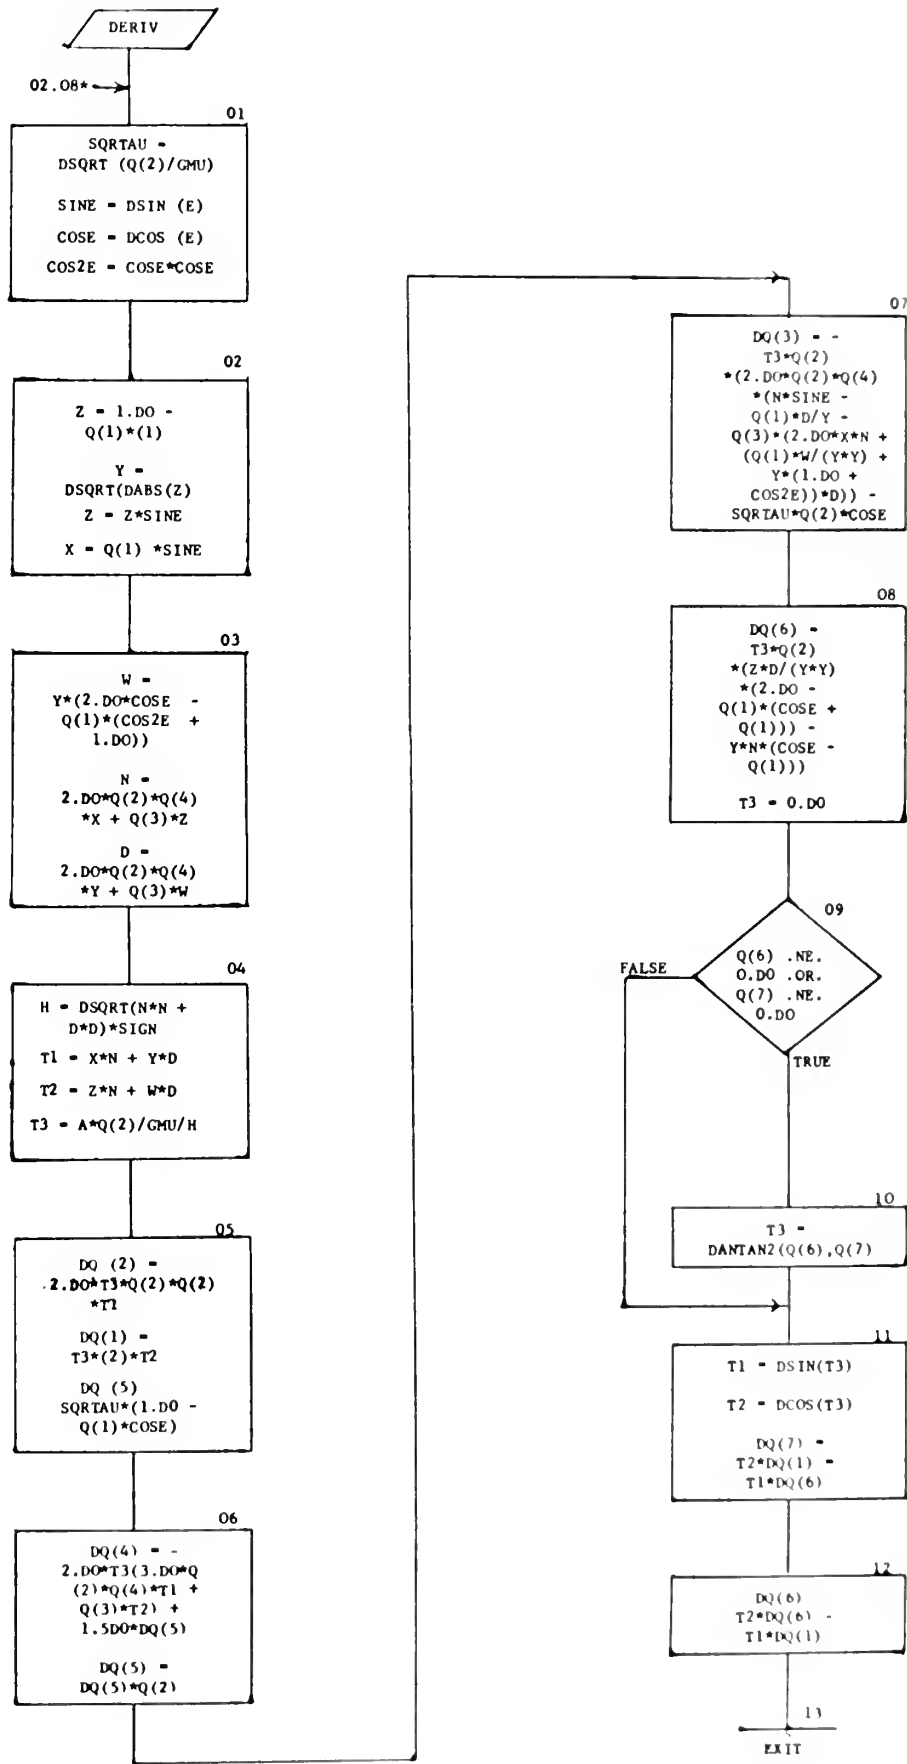 DERIV
02.08*
01
SQRTAU =
DSQRT (Q(2)/GMU)
SINE = DSIN (E)
COSE = DCOS (E)
COS2E = COSE*COSE
02
Z = 1.DO -
Q(1)*(1)
Y =
DSQRT(DABS(Z)
Z = Z*SINE
X = Q(1) *SINE
03
W =
Y*(2.DO*COSE -
Q(1)*(COS2E +
1.DO))
N =
2.DO*Q(2)*Q(4)
*X + Q(3)*Z
D =
2.DO*Q(2)*Q(4)
*Y + Q(3)*W
04
H = DSQRT(N*N +
D*D)*SIGN
T1 = X*N + Y*D
T2 = Z*N + W*D
T3 = A*Q(2)/GMU/H
05
DQ (2) =
2.DO*T3*Q(2)*Q(2)
*T1
DQ(1) =
T3*(2)*T2
DQ (5)
SQRTAU*(1.DO -
Q(1)*COSE)
06
DQ(4) = -
2.DO*T3(3.DO*Q
(2)*Q(4)*T1 +
Q(3)*T2) +
1.5DO*DQ(5)
DQ(5) =
DQ(5)*Q(2)
07
DQ(3) = -
T3*Q(2)
*(2.DO*Q(2)*Q(4)
*(N*SINE -
Q(1)*D/Y -
Q(3)*(2.DO*X*N +
(Q(1)*W/(Y*Y) +
Y*(1.DO +
COS2E))*D)) -
SQRTAU*Q(2)*COSE
08
DQ(6) =
T3*Q(2)
*(Z*D/(Y*Y)
*(2.DO -
Q(1)*(COSE +
Q(1))) -
Y*N*(COSE -
Q(1)))
T3 = 0.DO
09
Q(6) .NE.
0.DO .OR.
Q(7) .NE.
0.DO
FALSE
TRUE
10
T3 =
DANTAN2(Q(6),Q(7)
11
T1 = DSIN(T3)
T2 = DCOS(T3)
DQ(7) =
T2*DQ(1) =
T1*DQ(6)
12
DQ(6)
T2*DQ(6) -
T1*DQ(1)
13
EXIT